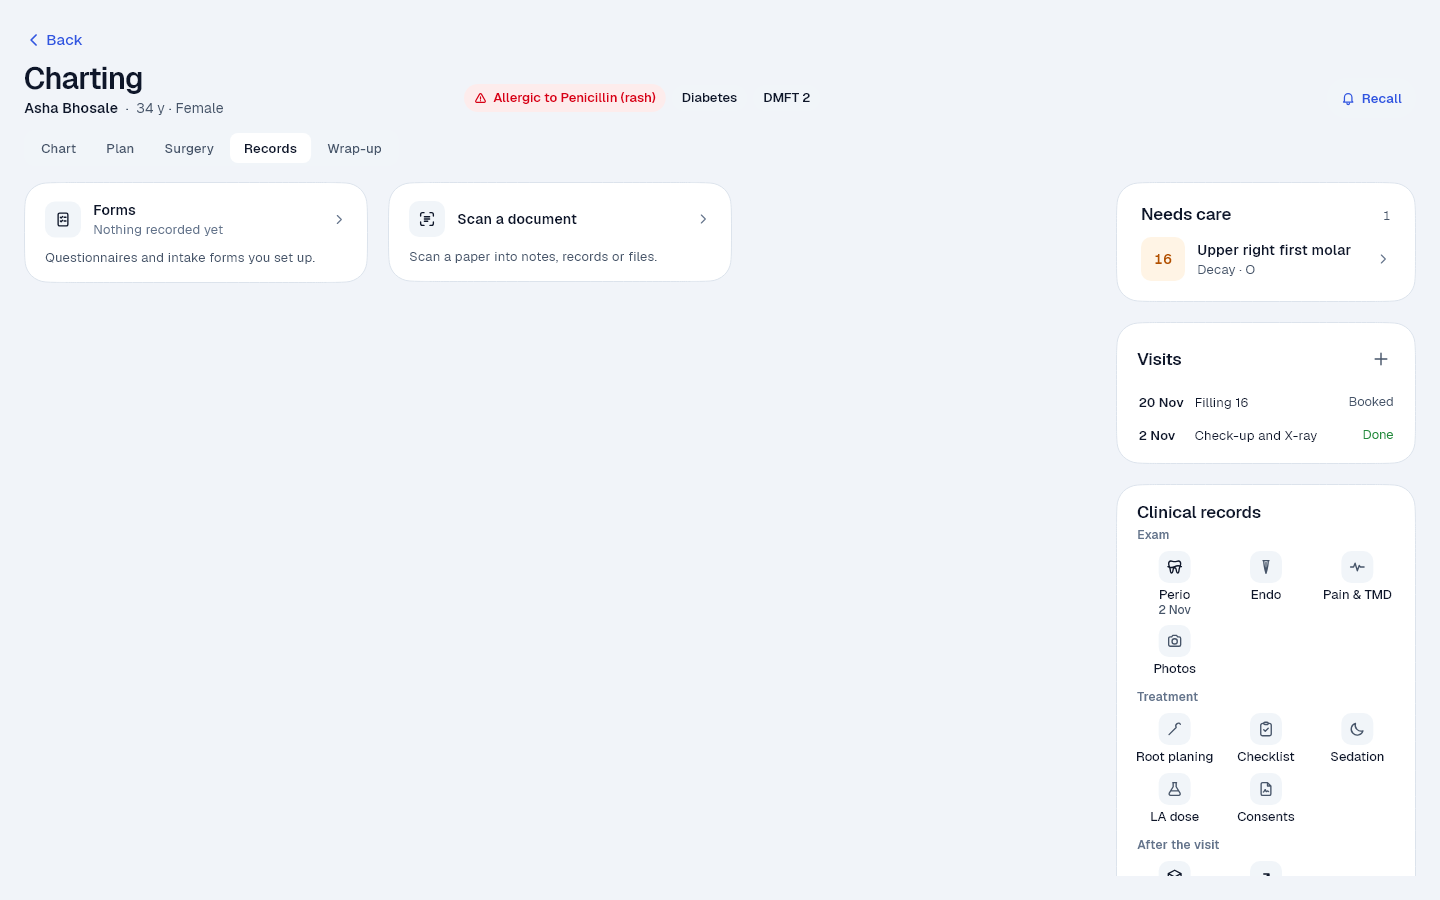 Back
Charting
Asha Bhosale · 34 y · Female
Allergic to Penicillin (rash)
Diabetes
DMFT 2
Recall
Chart
Plan
Surgery
Records
Wrap-up
Forms
Nothing recorded yet
Questionnaires and intake forms you set up.
Scan a document
Scan a paper into notes, records or files.
Needs care
1
16
Upper right first molar
Decay · O
Visits
20 Nov Filling 16 Booked
2 Nov Check-up and X-ray Done
Clinical records
Exam
Perio
2 Nov
Endo
Pain & TMD
Photos
Treatment
Root planing
Checklist
Sedation
LA dose
Consents
After the visit